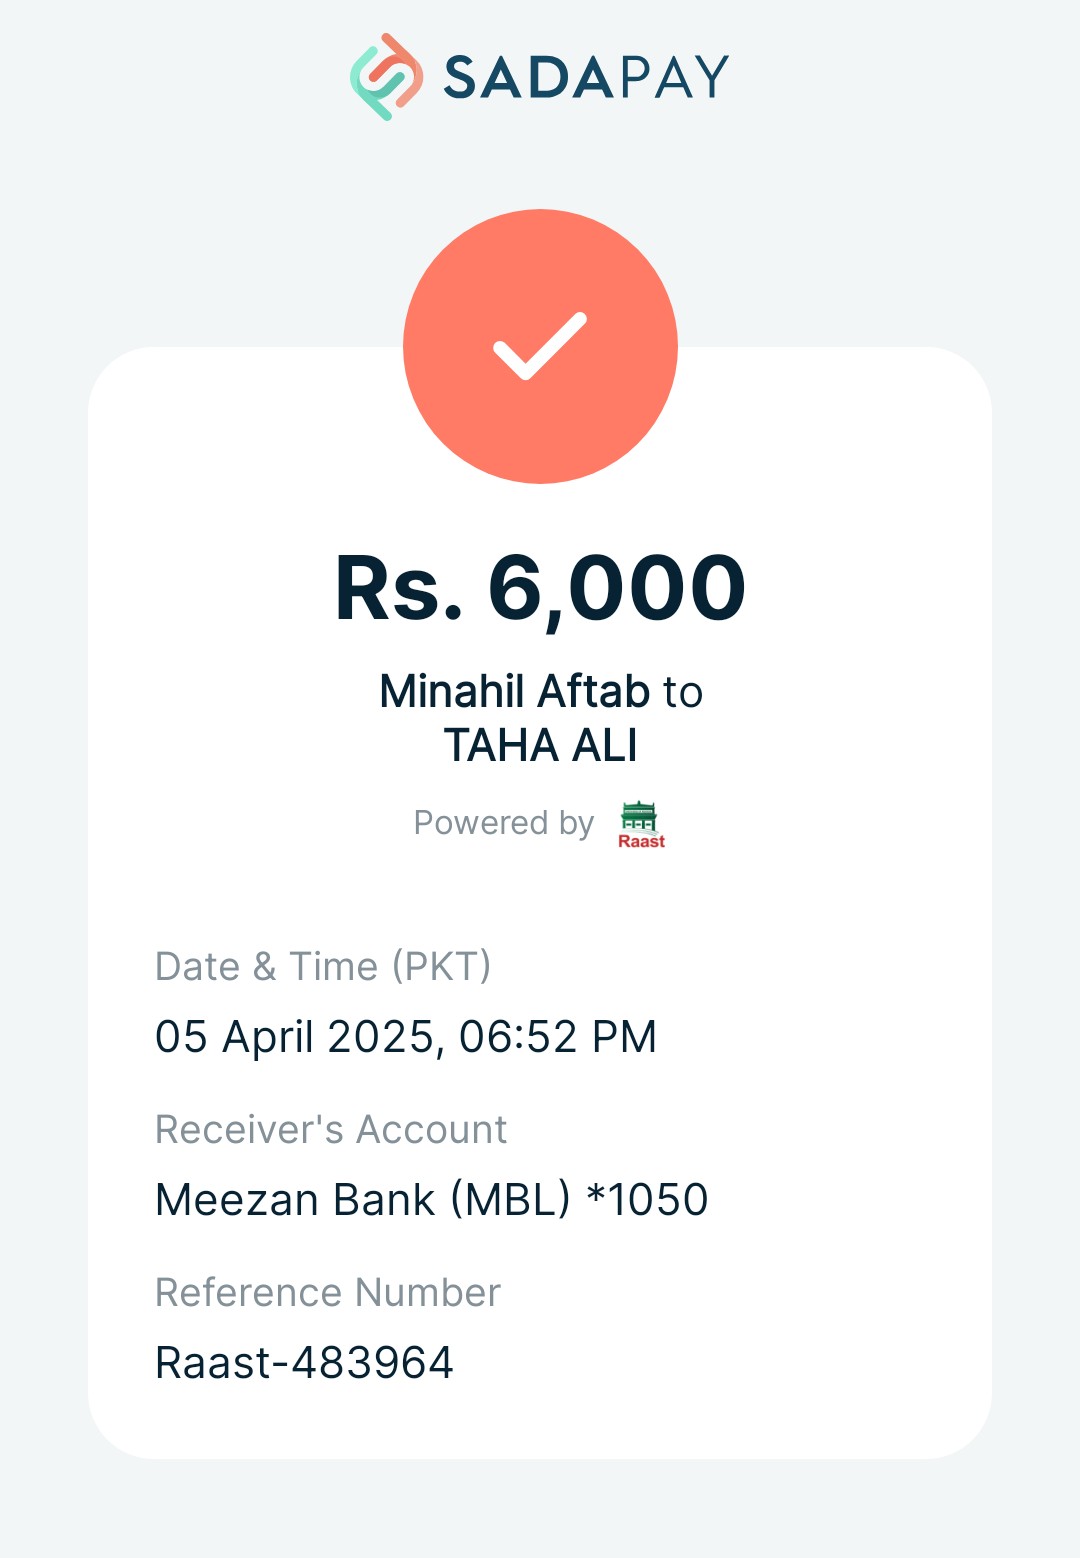 SADAPAY
Rs. 6,000
Minahil Aftab to
TAHA ALI
Powered by Raast
Date & Time (PKT)
05 April 2025, 06:52 PM
Receiver's Account
Meezan Bank (MBL) *1050
Reference Number
Raast-483964